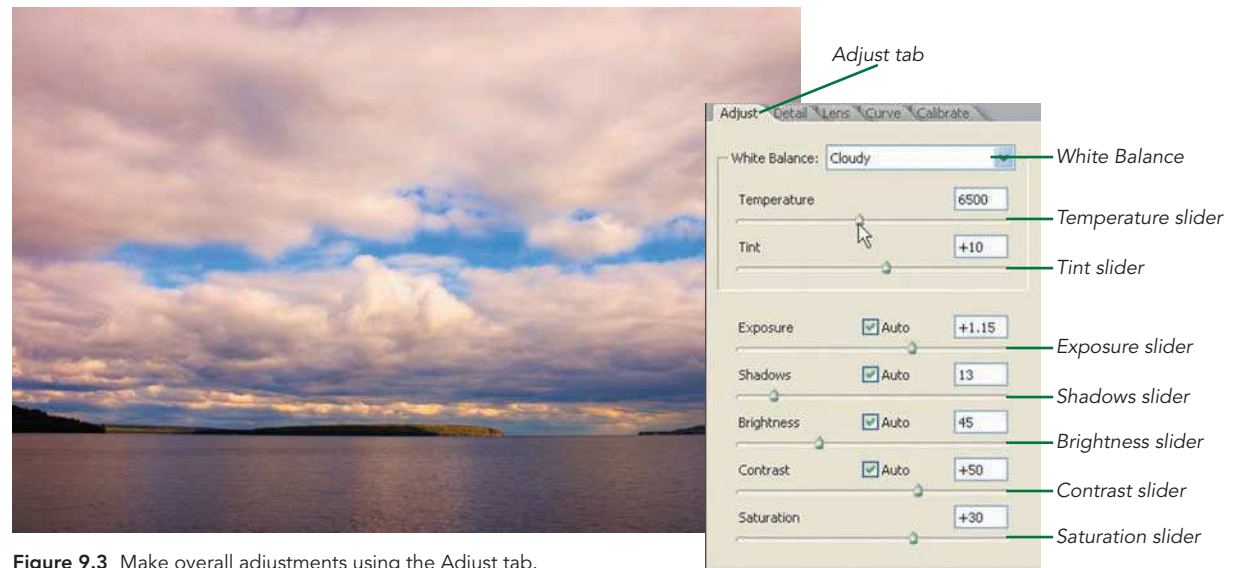 Adjust tab
Adjust Detail Lens Curve Calibrate
White Balance: Cloudy
White Balance
Temperature 6500
Temperature slider
Tint +10
Tint slider
Exposure Auto +1.15
Exposure slider
Shadows Auto 13
Shadows slider
Brightness Auto 45
Brightness slider
Contrast Auto +50
Contrast slider
Saturation +30
Saturation slider
Figure 9.3 Make overall adjustments using the Adjust tab.